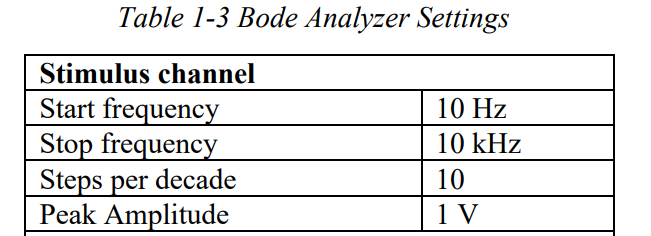 Table 1-3 Bode Analyzer Settings
Stimulus channel
Start frequency 10 Hz
Stop frequency 10 kHz
Steps per decade 10
Peak Amplitude 1 V